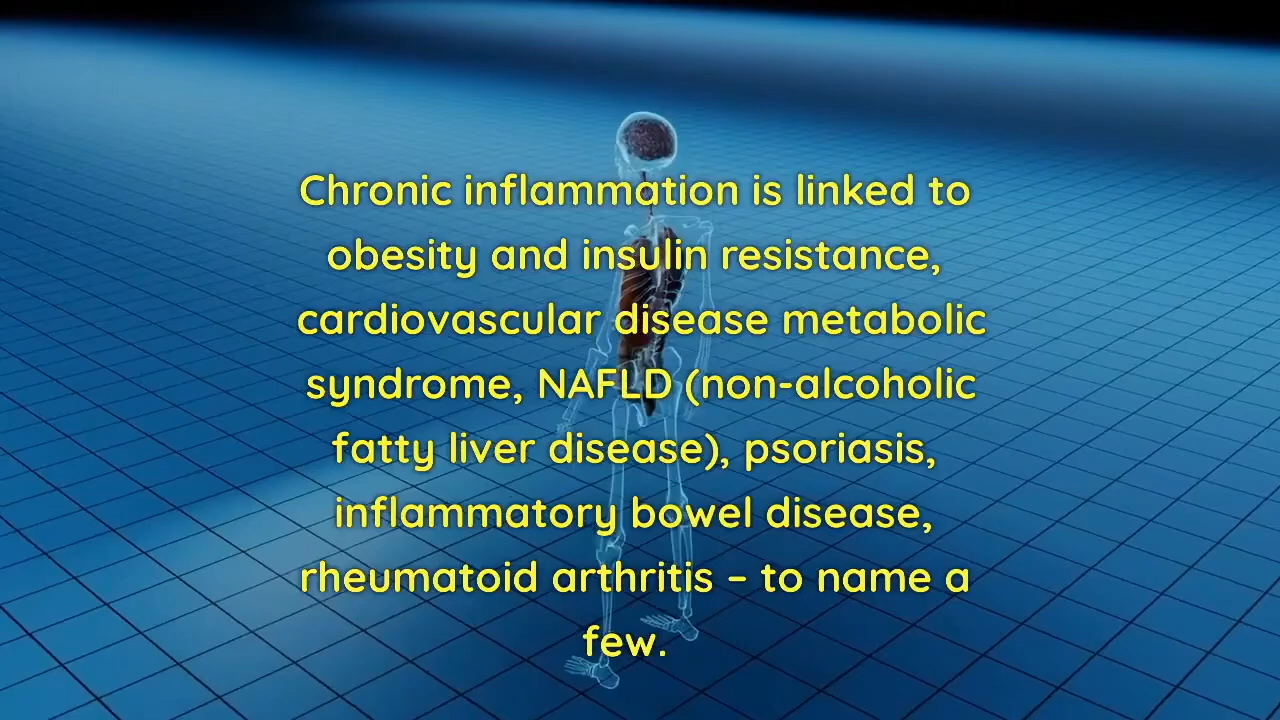 Chronic inflammation is linked to
obesity and insulin resistance,
cardiovascular disease metabolic
syndrome, NAFLD (non-alcoholic
fatty liver disease), psoriasis,
inflammatory bowel disease,
rheumatoid arthritis – to name a
few.